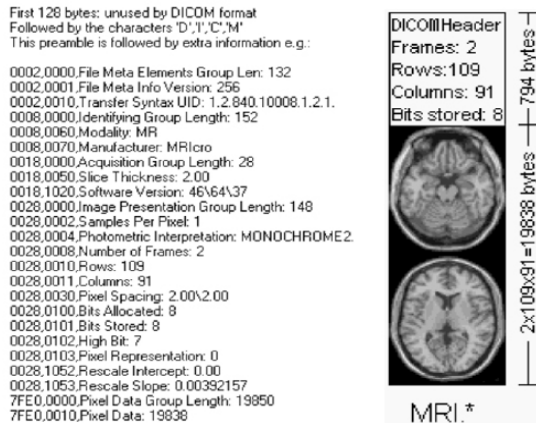 First 128 bytes: unused by DICOM format
Followed by the characters 'D','I','C','M'
This preamble is followed by extra information e.g.:
0002,0000,File Meta Elements Group Len: 132
0002,0001,File Meta Info Version: 256
0002,0010,Transfer Syntax UID: 1.2.840.10008.1.2.1.
0008,0000,Identifying Group Length: 152
0008,0060,Modality: MR
0008,0070,Manufacturer: MRIcro
0018,0000,Acquisition Group Length: 28
0018,0050,Slice Thickness: 2.00
0018,1020,Software Version: 46\64\37
0028,0000,Image Presentation Group Length: 148
0028,0002,Samples Per Pixel: 1
0028,0004,Photometric Interpretation: MONOCHROME2.
0028,0008,Number of Frames: 2
0028,0010,Rows: 109
0028,0011,Columns: 91
0028,0030,Pixel Spacing: 2.00\2.00
0028,0100,Bits Allocated: 8
0028,0101,Bits Stored: 8
0028,0102,High Bit: 7
0028,0103,Pixel Representation: 0
0028,1052,Rescale Intercept: 0.00
0028,1053,Rescale Slope: 0.00392157
7FE0,0000,Pixel Data Group Length: 19850
7FE0,0010,Pixel Data: 19838
DICOM Header
Frames: 2
Rows:109
Columns: 91
Bits stored: 8
794 bytes
2x109x91=19838 bytes
MRI.*